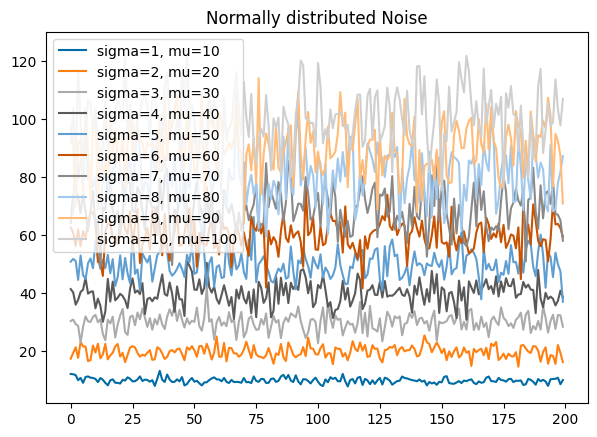 Normally distributed Noise
sigma=1, mu=10
sigma=2, mu=20
sigma=3, mu=30
sigma=4, mu=40
sigma=5, mu=50
sigma=6, mu=60
sigma=7, mu=70
sigma=8, mu=80
sigma=9, mu=90
sigma=10, mu=100
120
100
80
60
40
20
0 25 50 75 100 125 150 175 200